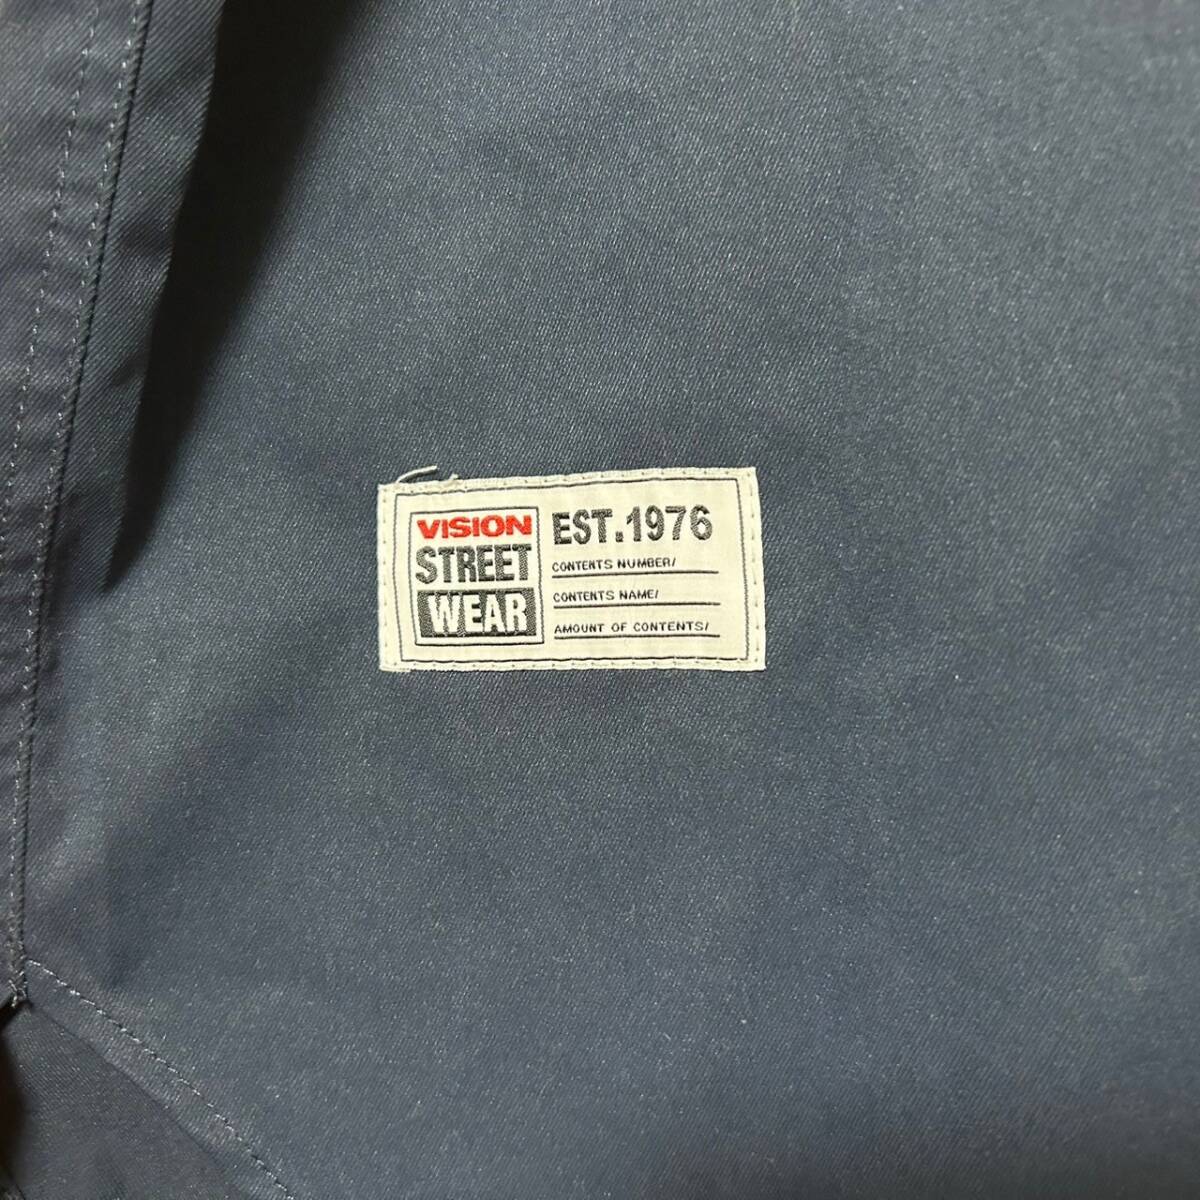 VISION
STREET
WEAR
EST.1976
CONTENTS NUMBER/
CONTENTS NAME/
AMOUNT OF CONTENTS/